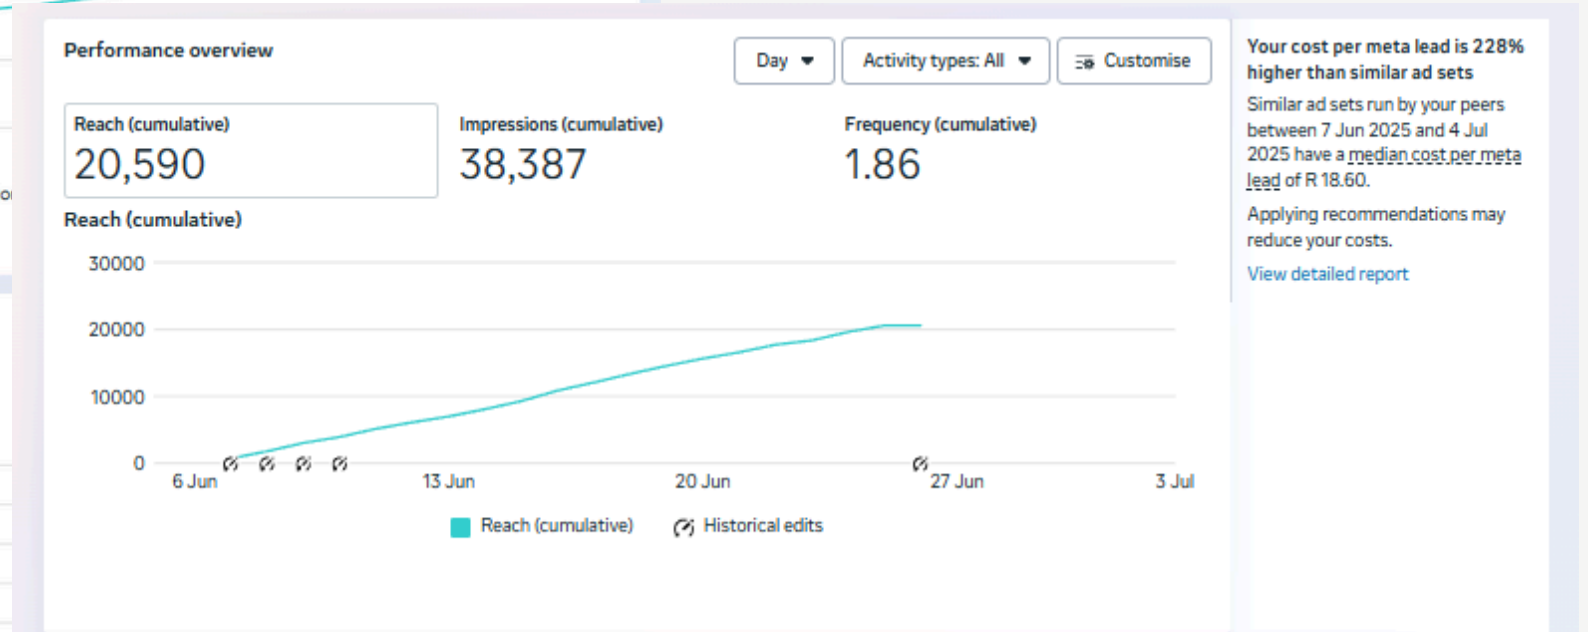 Performance overview
Day
Activity types: All
Customise
Reach (cumulative)
20,590
Impressions (cumulative)
38,387
Frequency (cumulative)
1.86
Reach (cumulative)
30000
20000
10000
0
6 Jun
13 Jun
20 Jun
27 Jun
3 Jul
Reach (cumulative)
Historical edits
Your cost per meta lead is 228%
higher than similar ad sets
Similar ad sets run by your peers
between 7 Jun 2025 and 4 Jul
2025 have a median cost per meta
lead of R 18.60.
Applying recommendations may
reduce your costs.
View detailed report